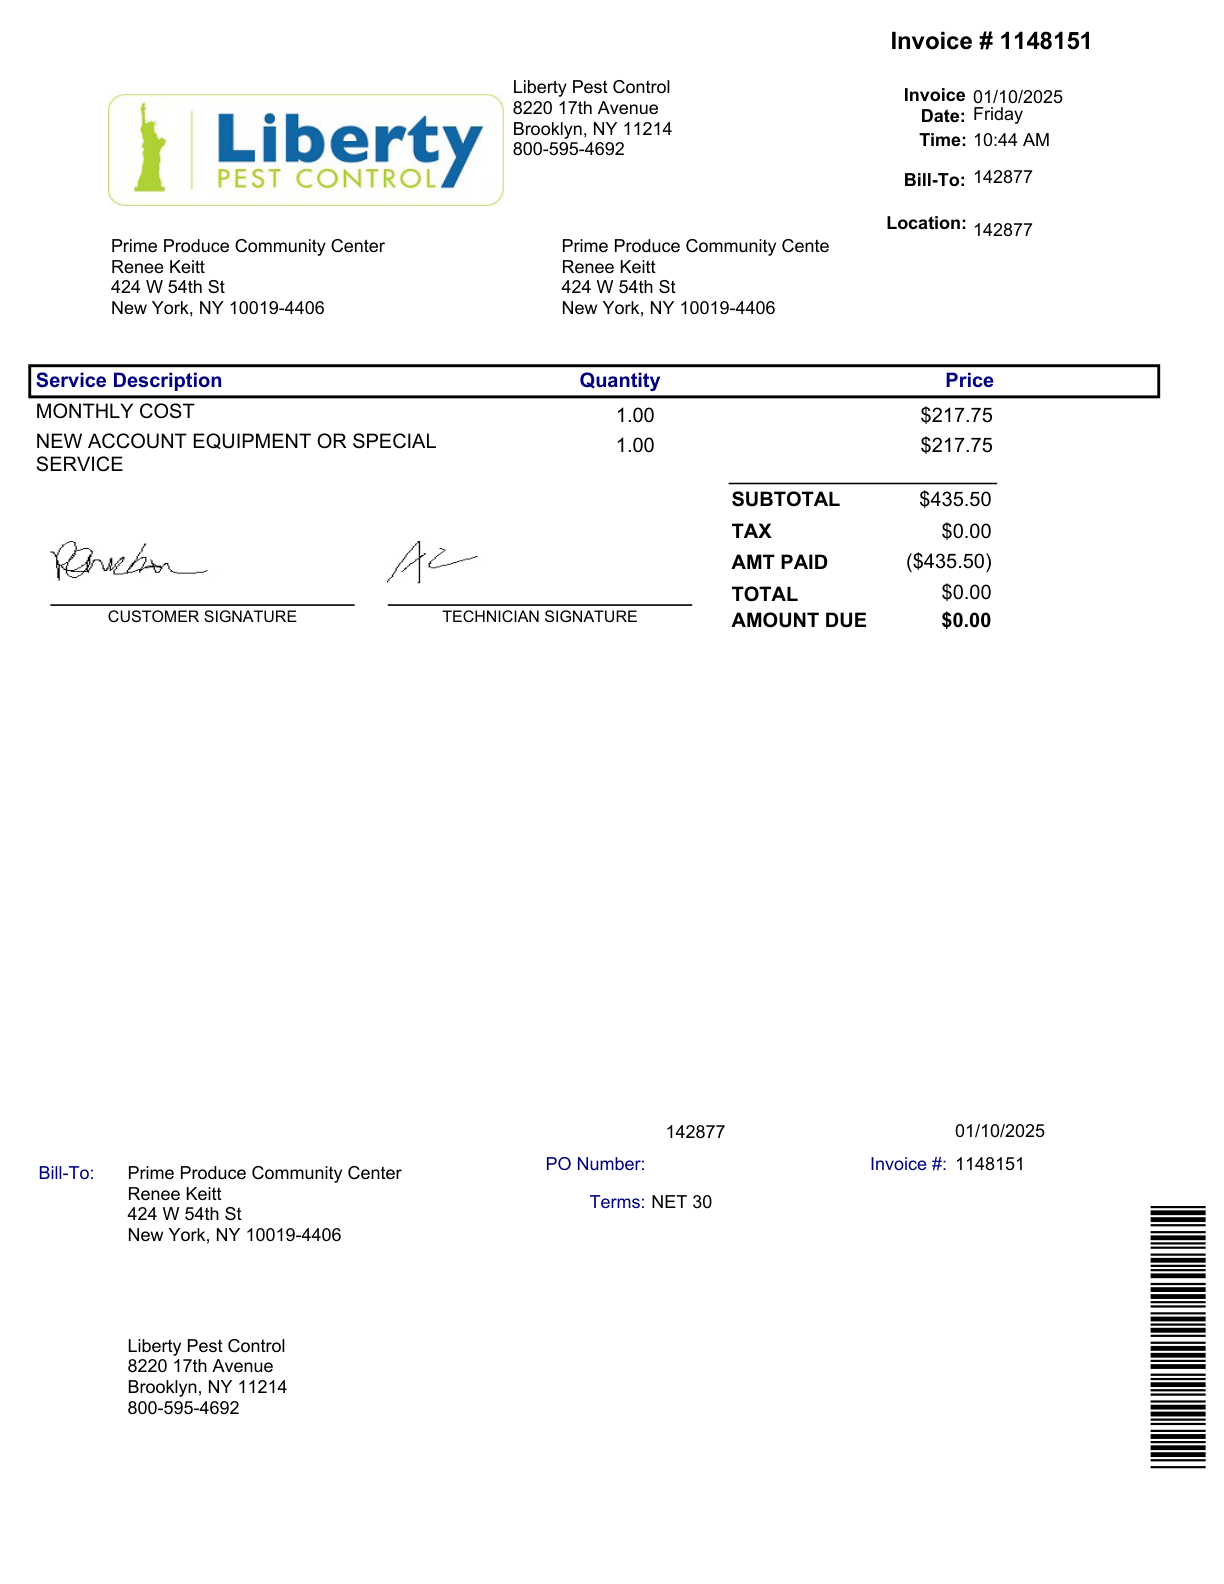 Invoice # 1148151
Liberty
PEST CONTROL
Liberty Pest Control
8220 17th Avenue
Brooklyn, NY 11214
800-595-4692
Invoice Date: 01/10/2025
Friday
Time: 10:44 AM
Bill-To: 142877
Location: 142877
Prime Produce Community Center
Renee Keitt
424 W 54th St
New York, NY 10019-4406
Prime Produce Community Cente
Renee Keitt
424 W 54th St
New York, NY 10019-4406
Service Description Quantity Price
MONTHLY COST 1.00 $217.75
NEW ACCOUNT EQUIPMENT OR SPECIAL 1.00 $217.75
SERVICE
SUBTOTAL $435.50
TAX $0.00
AMT PAID ($435.50)
TOTAL $0.00
AMOUNT DUE $0.00
CUSTOMER SIGNATURE
TECHNICIAN SIGNATURE
142877
01/10/2025
Bill-To: Prime Produce Community Center
Renee Keitt
424 W 54th St
New York, NY 10019-4406
PO Number:
Invoice #: 1148151
Terms: NET 30
Liberty Pest Control
8220 17th Avenue
Brooklyn, NY 11214
800-595-4692